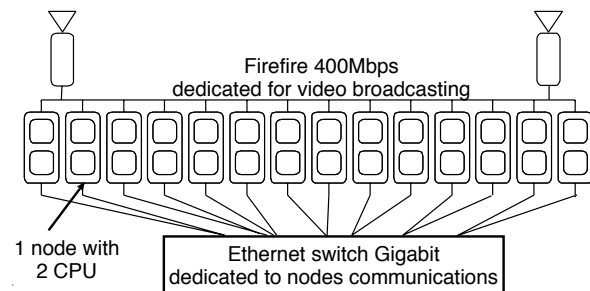 Firefire 400Mbps
dedicated for video broadcasting
1 node with
2 CPU
Ethernet switch Gigabit
dedicated to nodes communications